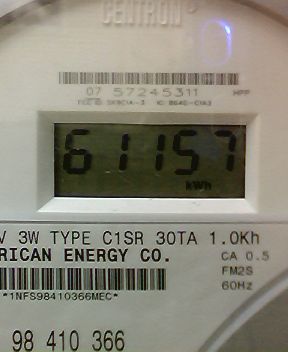 CENTRON
07 57245311 HPP
61157
kWh
V 3W TYPE C1SR 30TA 1.0Kh
RICAN ENERGY CO. CA 0.5
FM2S
60Hz
*1NFS98410366MEC*
98 410 366